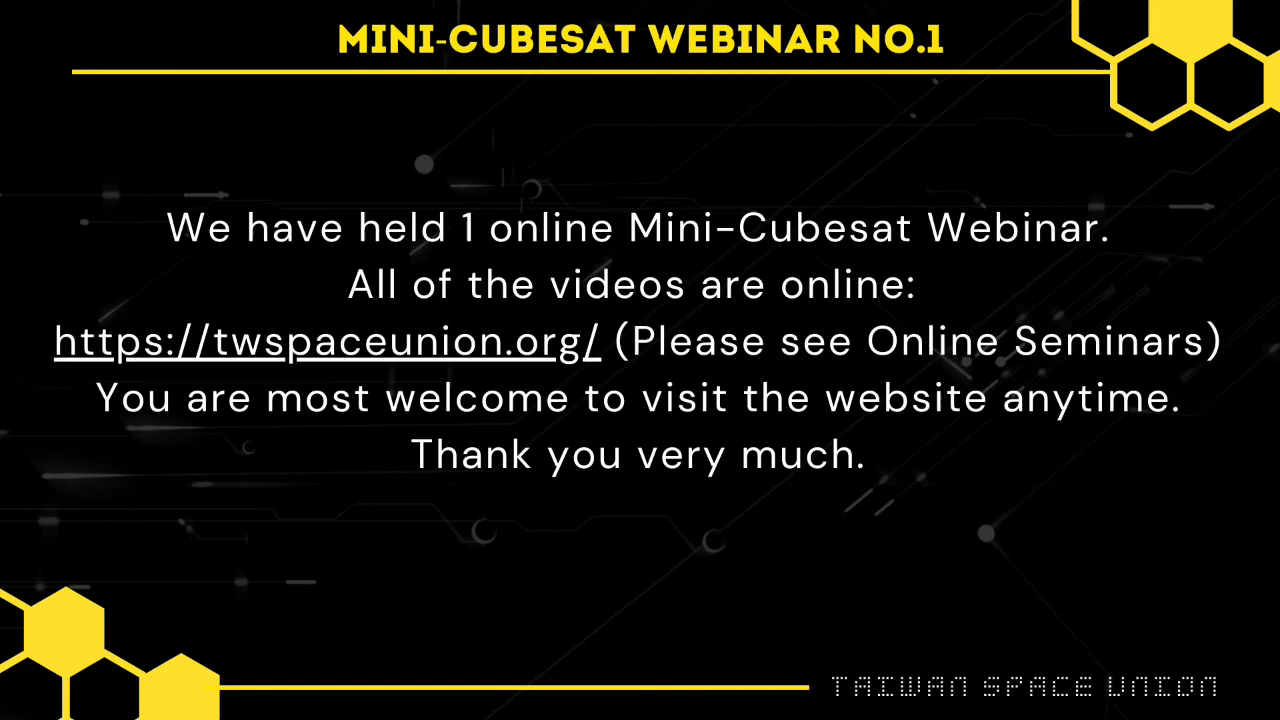 MINI-CUBESAT WEBINAR NO.1
We have held 1 online Mini-Cubesat Webinar.
All of the videos are online:
https://twspaceunion.org/ (Please see Online Seminars)
You are most welcome to visit the website anytime.
Thank you very much.
TAIWAN SPACE UNION